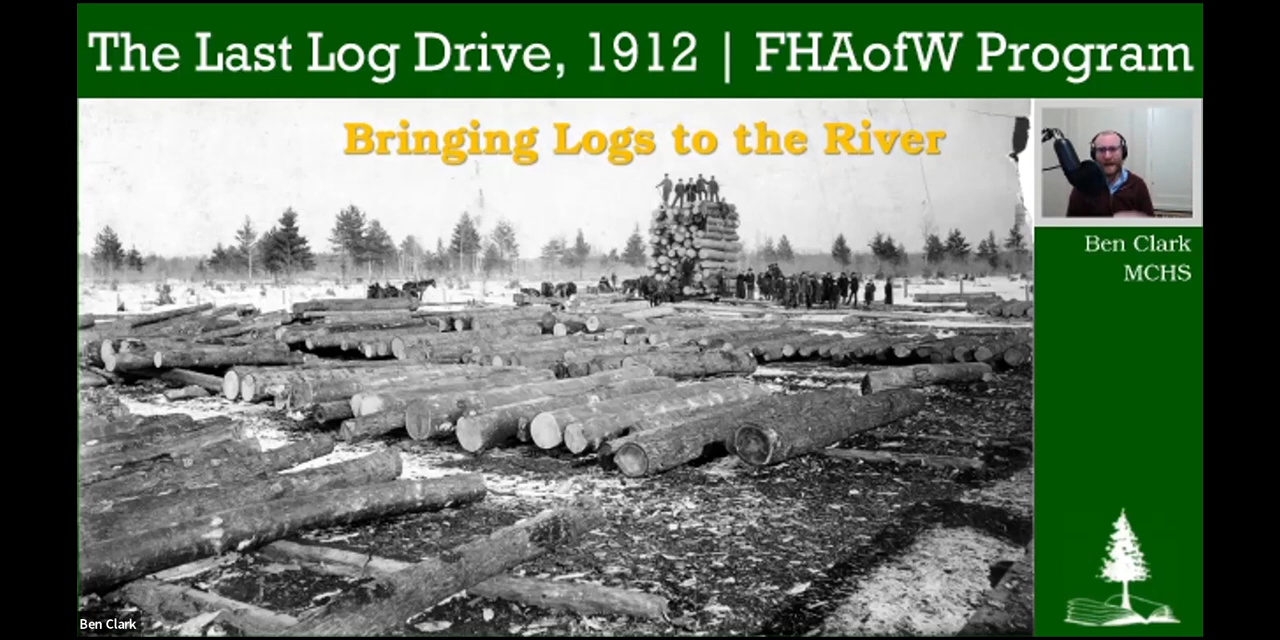 The Last Log Drive, 1912 | FHAofW Program
Bringing Logs to the River
Ben Clark
MCHS
Ben Clark